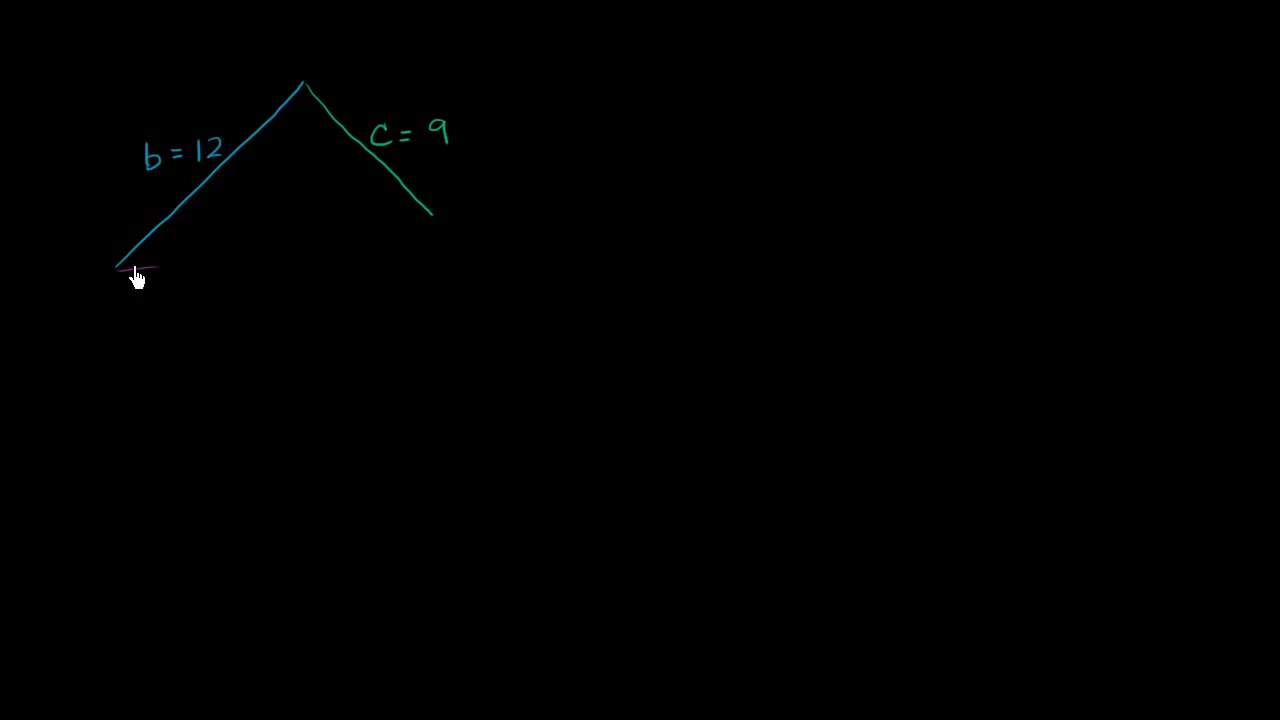 b = 12
c = 9